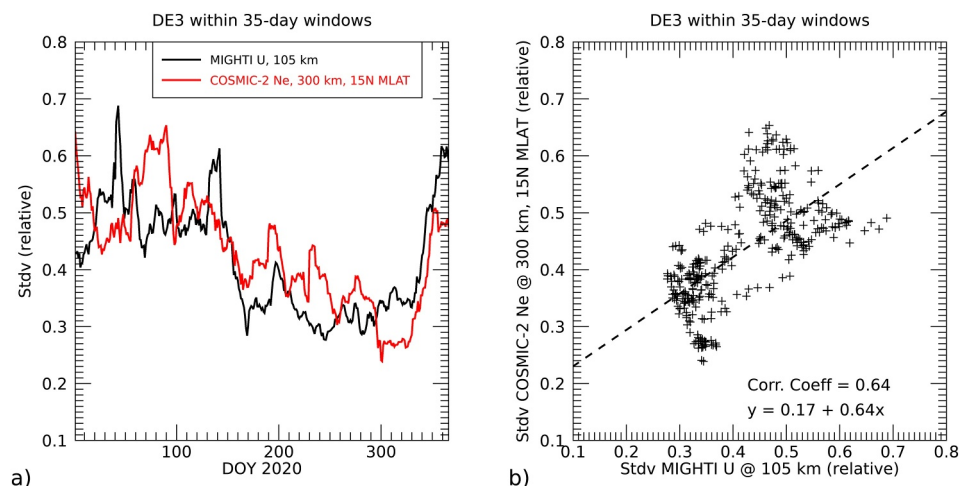 DE3 within 35-day windows
0.8
0.7
0.6
0.5
0.4
0.3
0.2
0.1
Stdv (relative)
MIGHTI U, 105 km
COSMIC-2 Ne, 300 km, 15N MLAT
100
200
300
DOY 2020
a)
DE3 within 35-day windows
0.8
0.7
0.6
0.5
0.4
0.3
0.2
0.1
Stdv COSMIC-2 Ne @ 300 km, 15N MLAT (relative)
Corr. Coeff = 0.64
y = 0.17 + 0.64x
0.1
0.2
0.3
0.4
0.5
0.6
0.7
0.8
Stdv MIGHTI U @ 105 km (relative)
b)